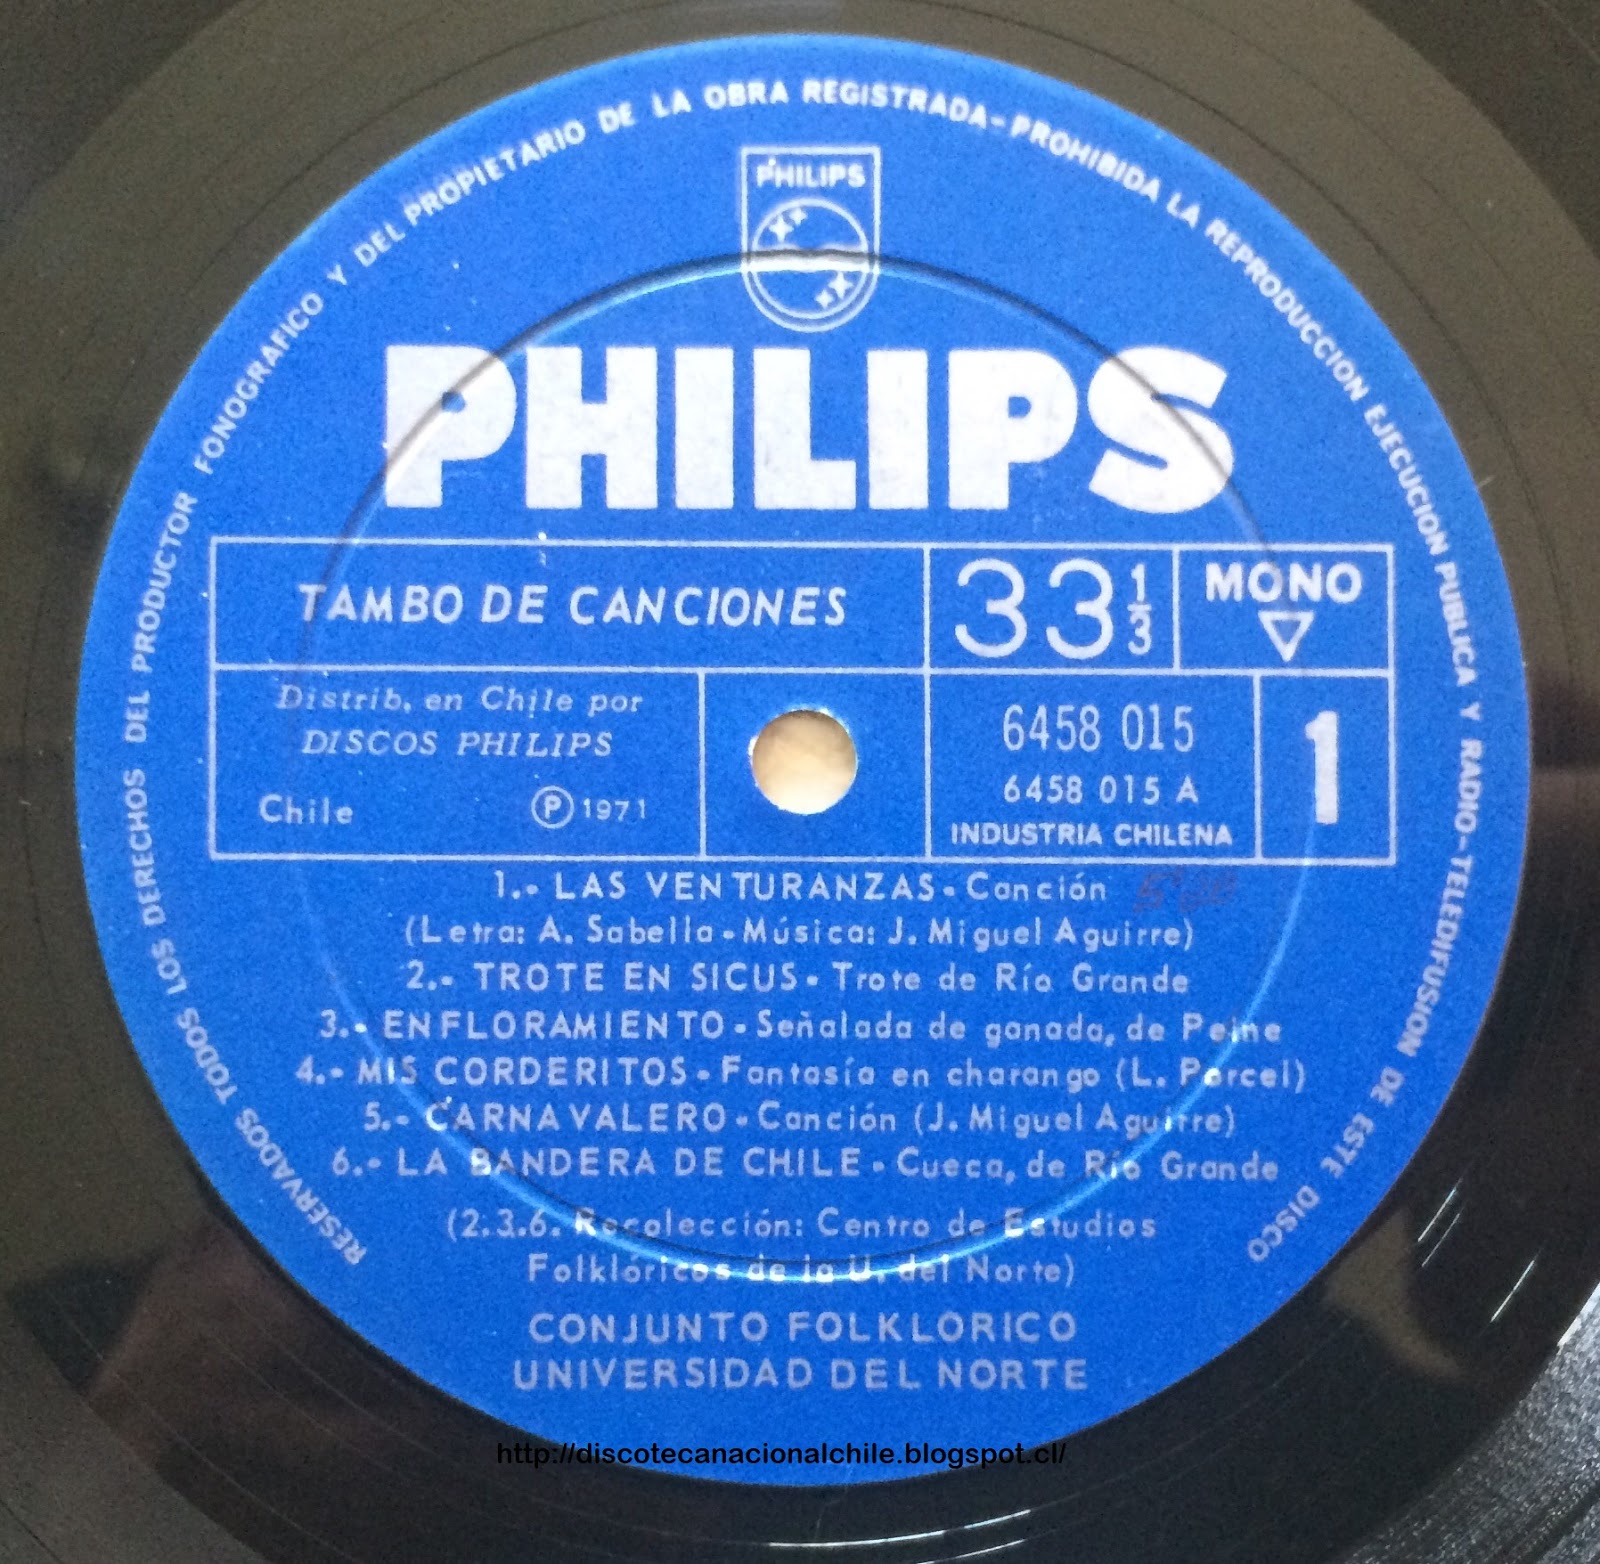 RESERVADOS TODOS LOS DERECHOS DEL PRODUCTOR FONOGRAFICO Y DEL PROPIETARIO DE LA OBRA REGISTRADA-PROHIBIDA LA REPRODUCCION EJECUCION PUBLICA Y RADIO-TELEDIFUSION DE ESTE DISCO
PHILIPS
PHILIPS
TAMBO DE CANCIONES
33 1/3
MONO
Distrib. en Chile por
DISCOS PHILIPS
Chile
Ⓟ 1971
6458 015
6458 015 A
INDUSTRIA CHILENA
1
1.- LAS VENTURANZAS - Canción
(Letra: A. Sabella - Música: J. Miguel Aguirre)
2.- TROTE EN SICUS - Trote de Río Grande
3.- ENFLORAMIENTO - Señalada de ganado, de Peine
4.- MIS CORDERITOS - Fantasía en charango (L. Porcel)
5.- CARNAVALERO - Canción (J. Miguel Aguirre)
6.- LA BANDERA DE CHILE - Cueca, de Río Grande
(2.3.6. Recolección: Centro de Estudios
Folklóricos de la U. del Norte)
CONJUNTO FOLKLORICO
UNIVERSIDAD DEL NORTE
http://discotecanacionalchile.blogspot.cl/